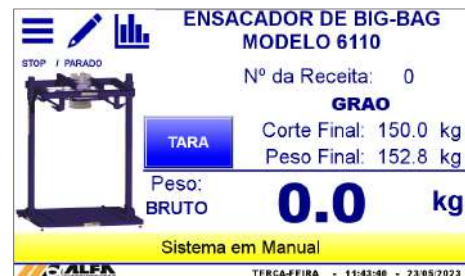 ENSACADOR DE BIG-BAG
MODELO 6110
STOP / PARADO
Nº da Receita: 0
GRAO
TARA
Corte Final: 150.0 kg
Peso Final: 152.8 kg
Peso:
BRUTO
0.0 kg
Sistema em Manual
ALFA
TERCA-FEIRA - 11:43:40 - 23/05/2023